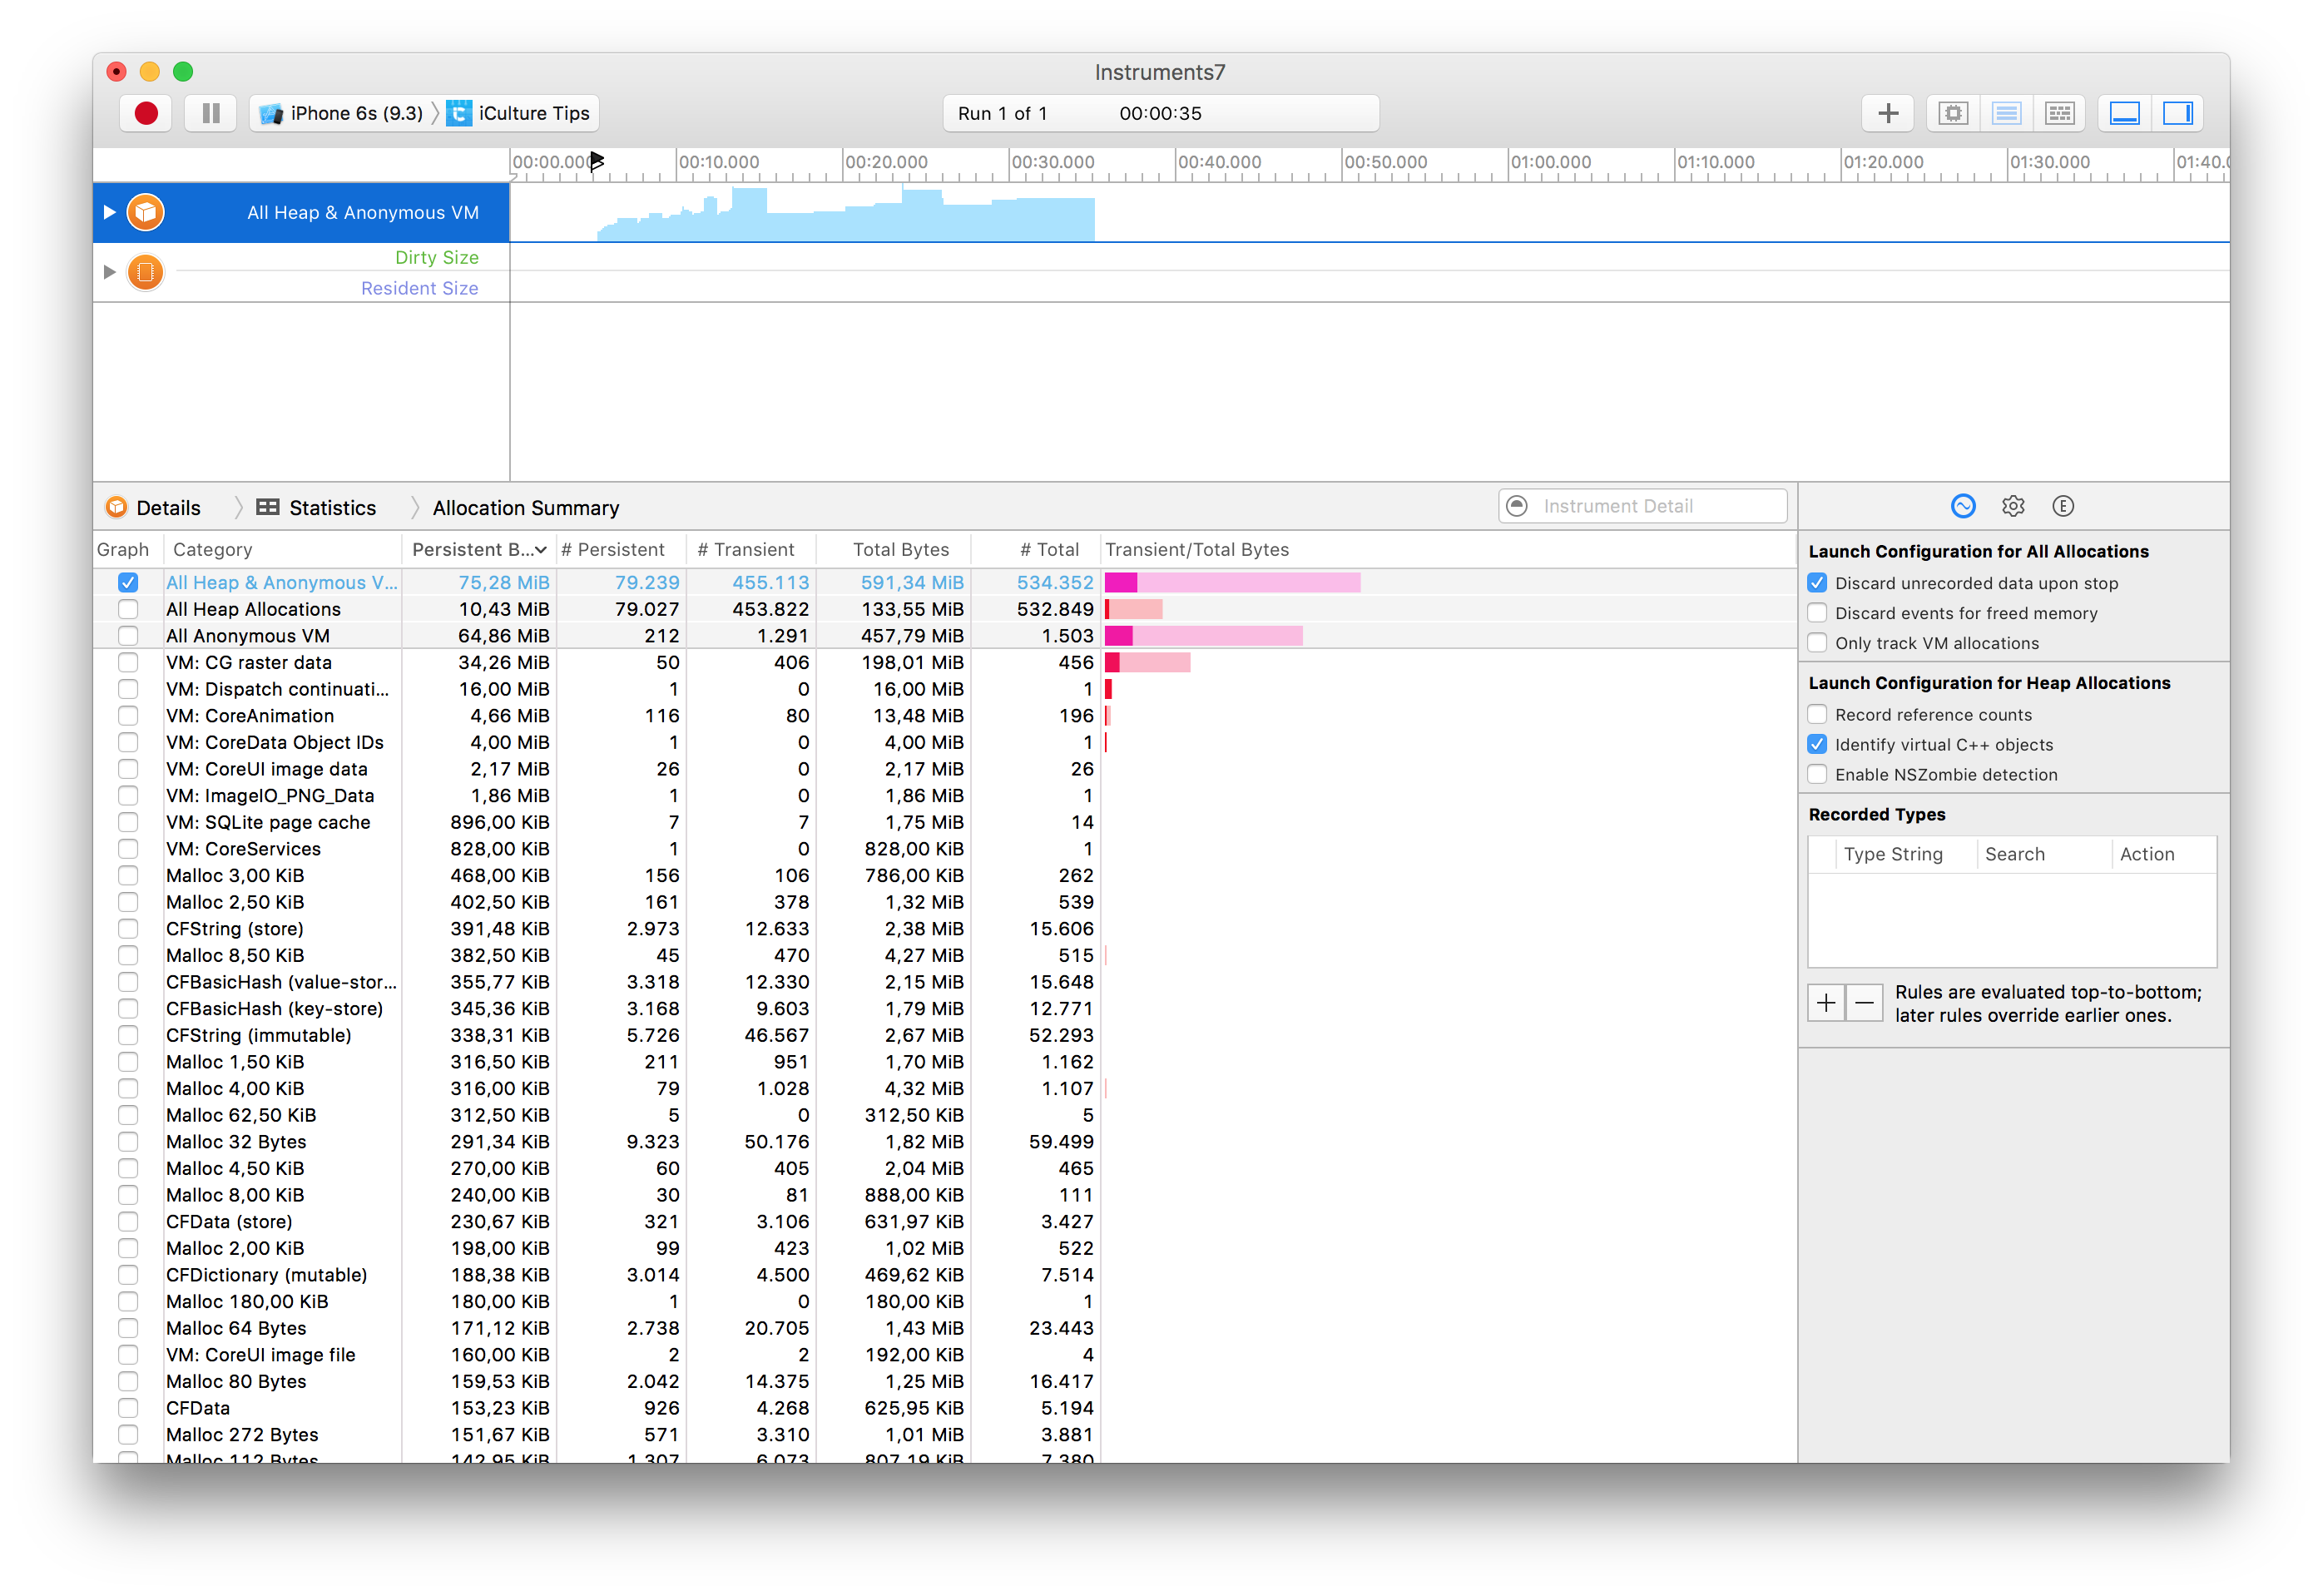 Instruments7
iPhone 6s (9.3) iCulture Tips
Run 1 of 1 00:00:35
00:00.000 00:10.000 00:20.000 00:30.000 00:40.000 00:50.000 01:00.000 01:10.000 01:20.000 01:30.000 01:40.0
All Heap & Anonymous VM
Dirty Size
Resident Size
Details Statistics Allocation Summary Instrument Detail
Graph Category Persistent B... # Persistent # Transient Total Bytes # Total Transient/Total Bytes
All Heap & Anonymous V... 75,28 MiB 79.239 455.113 591,34 MiB 534.352
All Heap Allocations 10,43 MiB 79.027 453.822 133,55 MiB 532.849
All Anonymous VM 64,86 MiB 212 1.291 457,79 MiB 1.503
VM: CG raster data 34,26 MiB 50 406 198,01 MiB 456
VM: Dispatch continuati... 16,00 MiB 1 0 16,00 MiB 1
VM: CoreAnimation 4,66 MiB 116 80 13,48 MiB 196
VM: CoreData Object IDs 4,00 MiB 1 0 4,00 MiB 1
VM: CoreUI image data 2,17 MiB 26 0 2,17 MiB 26
VM: ImageIO_PNG_Data 1,86 MiB 1 0 1,86 MiB 1
VM: SQLite page cache 896,00 KiB 7 7 1,75 MiB 14
VM: CoreServices 828,00 KiB 1 0 828,00 KiB 1
Malloc 3,00 KiB 468,00 KiB 156 106 786,00 KiB 262
Malloc 2,50 KiB 402,50 KiB 161 378 1,32 MiB 539
CFString (store) 391,48 KiB 2.973 12.633 2,38 MiB 15.606
Malloc 8,50 KiB 382,50 KiB 45 470 4,27 MiB 515
CFBasicHash (value-stor... 355,77 KiB 3.318 12.330 2,15 MiB 15.648
CFBasicHash (key-store) 345,36 KiB 3.168 9.603 1,79 MiB 12.771
CFString (immutable) 338,31 KiB 5.726 46.567 2,67 MiB 52.293
Malloc 1,50 KiB 316,50 KiB 211 951 1,70 MiB 1.162
Malloc 4,00 KiB 316,00 KiB 79 1.028 4,32 MiB 1.107
Malloc 62,50 KiB 312,50 KiB 5 0 312,50 KiB 5
Malloc 32 Bytes 291,34 KiB 9.323 50.176 1,82 MiB 59.499
Malloc 4,50 KiB 270,00 KiB 60 405 2,04 MiB 465
Malloc 8,00 KiB 240,00 KiB 30 81 888,00 KiB 111
CFData (store) 230,67 KiB 321 3.106 631,97 KiB 3.427
Malloc 2,00 KiB 198,00 KiB 99 423 1,02 MiB 522
CFDictionary (mutable) 188,38 KiB 3.014 4.500 469,62 KiB 7.514
Malloc 180,00 KiB 180,00 KiB 1 0 180,00 KiB 1
Malloc 64 Bytes 171,12 KiB 2.738 20.705 1,43 MiB 23.443
VM: CoreUI image file 160,00 KiB 2 2 192,00 KiB 4
Malloc 80 Bytes 159,53 KiB 2.042 14.375 1,25 MiB 16.417
CFData 153,23 KiB 926 4.268 625,95 KiB 5.194
Malloc 272 Bytes 151,67 KiB 571 3.310 1,01 MiB 3.881
Malloc 112 Bytes 142,95 KiB 1.307 6.073 807,19 KiB 7.380
E
Launch Configuration for All Allocations
Discard unrecorded data upon stop
Discard events for freed memory
Only track VM allocations
Launch Configuration for Heap Allocations
Record reference counts
Identify virtual C++ objects
Enable NSZombie detection
Recorded Types
Type String Search Action
Rules are evaluated top-to-bottom;
later rules override earlier ones.